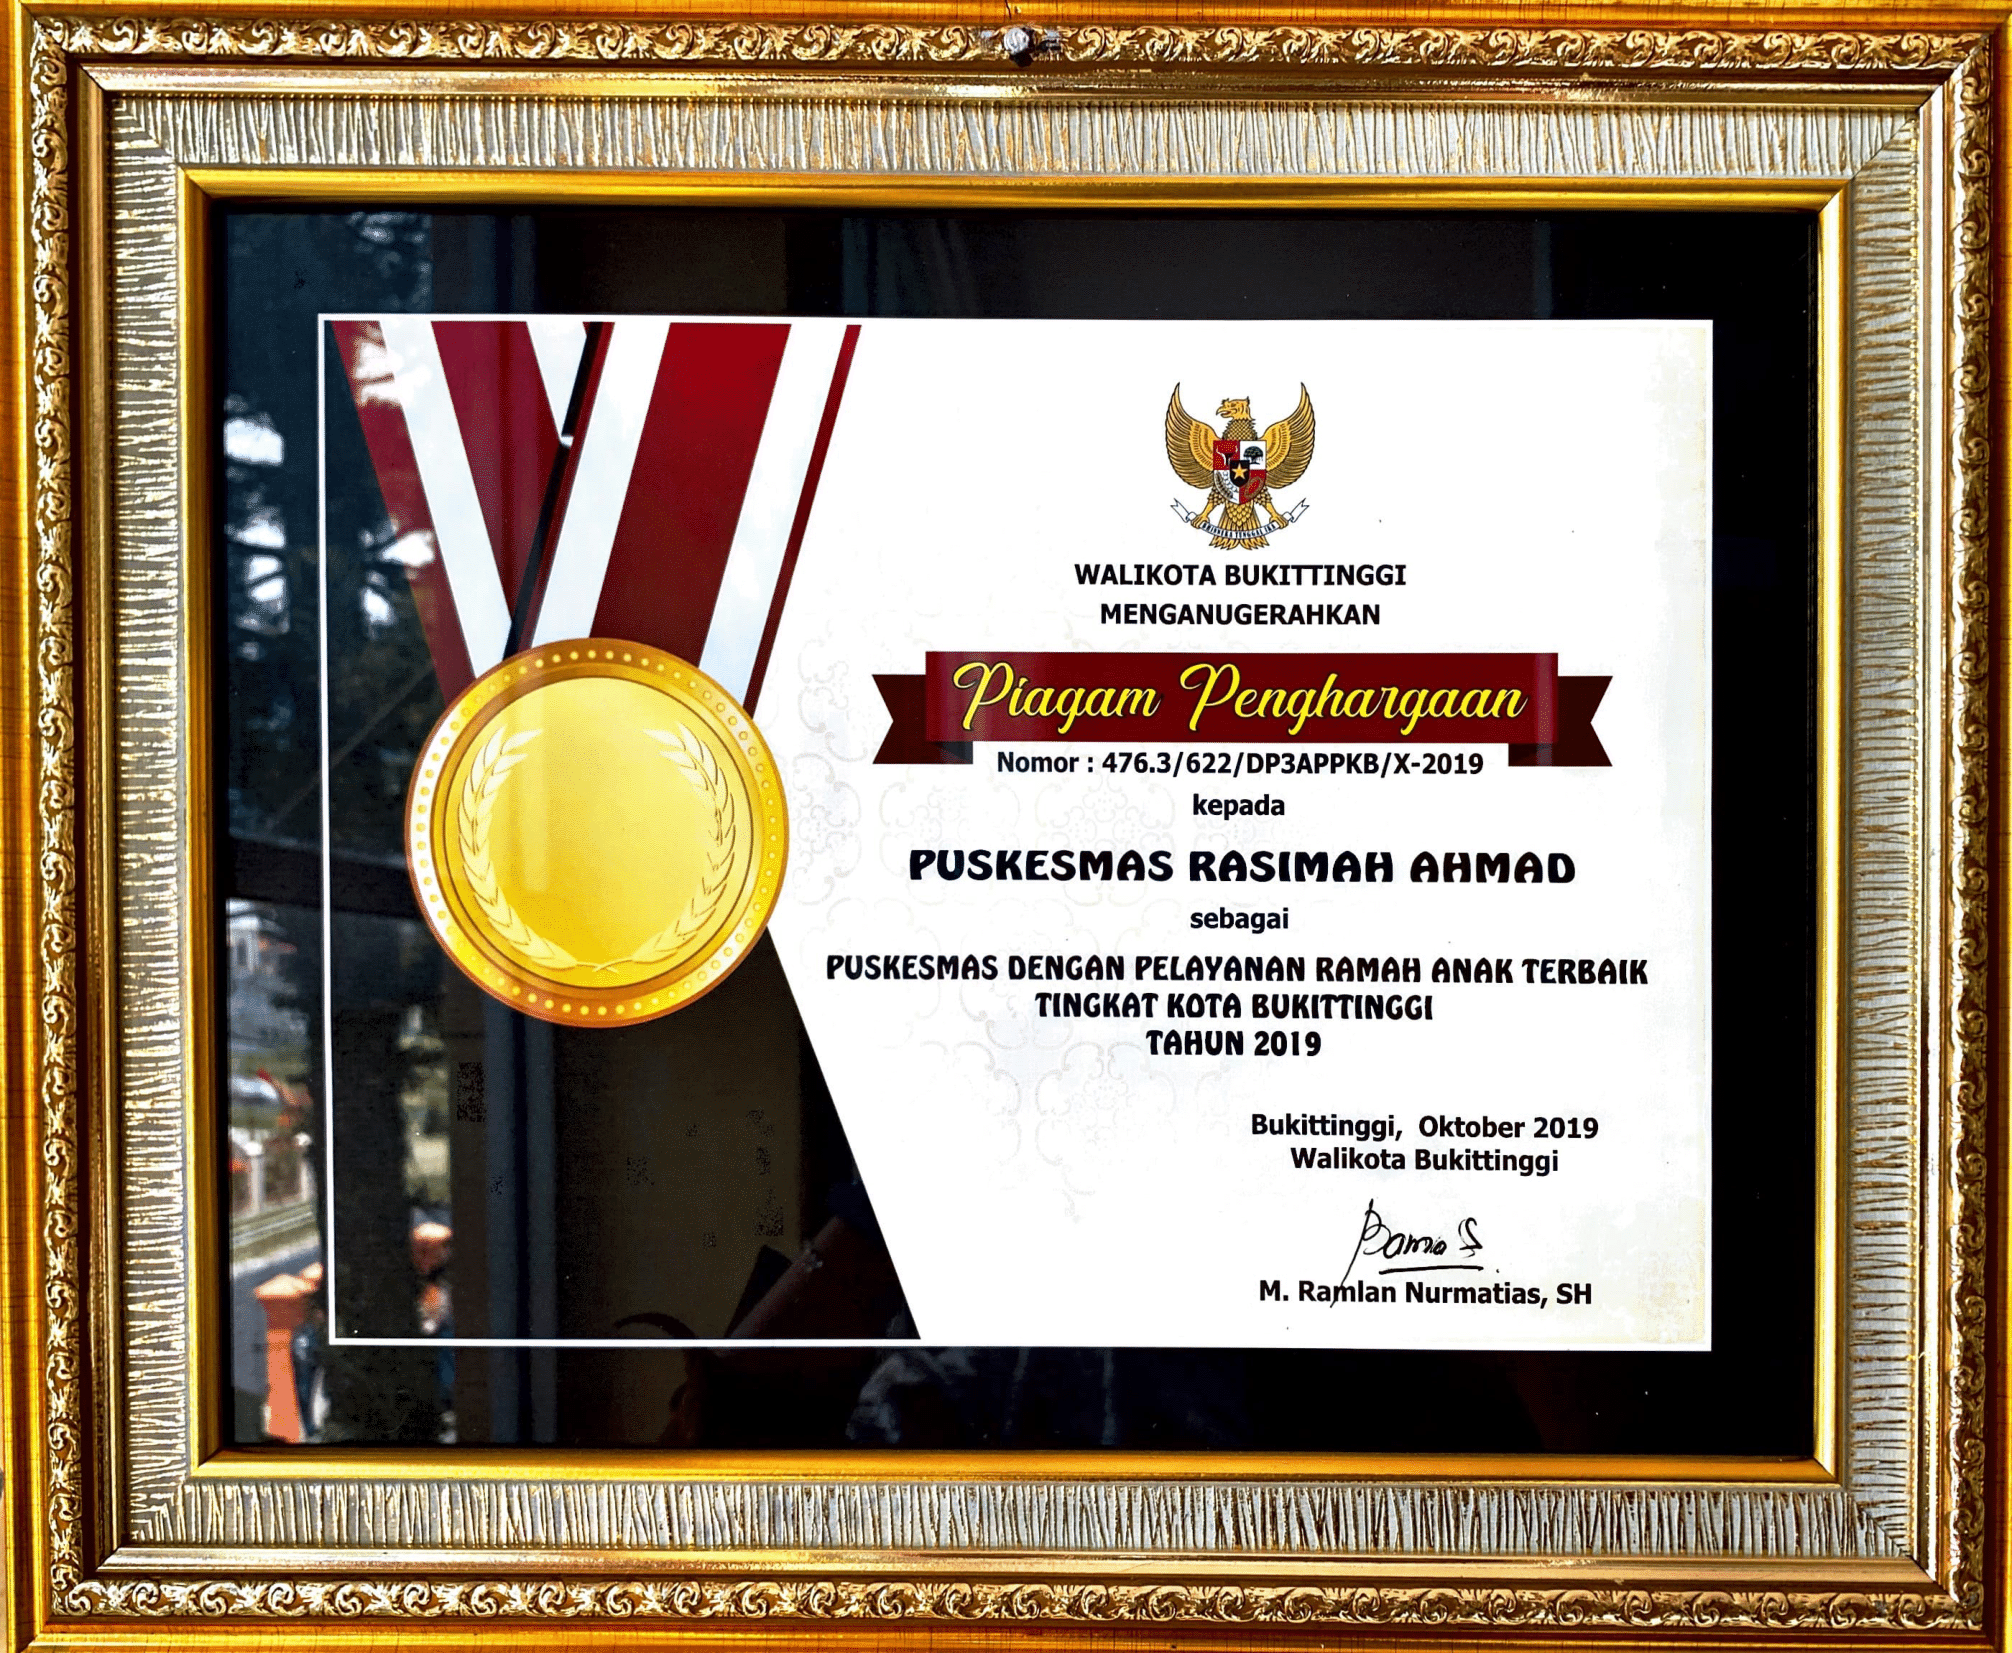 BHINNEKA TUNGGAL IKA
WALIKOTA BUKITTINGGI
MENGANUGERAHKAN
Piagam Penghargaan
Nomor : 476.3/622/DP3APPKB/X-2019
kepada
PUSKESMAS RASIMAH AHMAD
sebagai
PUSKESMAS DENGAN PELAYANAN RAMAH ANAK TERBAIK
TINGKAT KOTA BUKITTINGGI
TAHUN 2019
Bukittinggi, Oktober 2019
Walikota Bukittinggi
M. Ramlan Nurmatias, SH